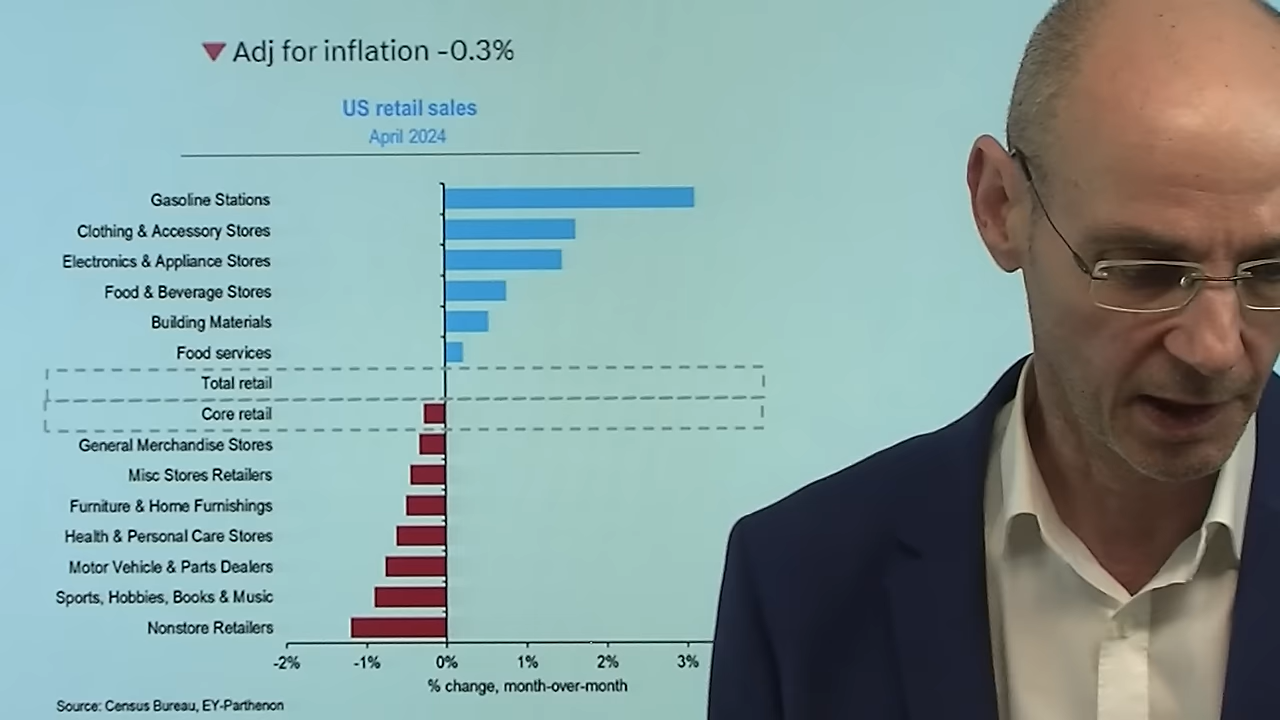 Adj for inflation -0.3%
US retail sales
April 2024
Gasoline Stations
Clothing & Accessory Stores
Electronics & Appliance Stores
Food & Beverage Stores
Building Materials
Food services
Total retail
Core retail
General Merchandise Stores
Misc Stores Retailers
Furniture & Home Furnishings
Health & Personal Care Stores
Motor Vehicle & Parts Dealers
Sports, Hobbies, Books & Music
Nonstore Retailers
-2% -1% 0% 1% 2% 3%
% change, month-over-month
Source: Census Bureau, EY-Parthenon